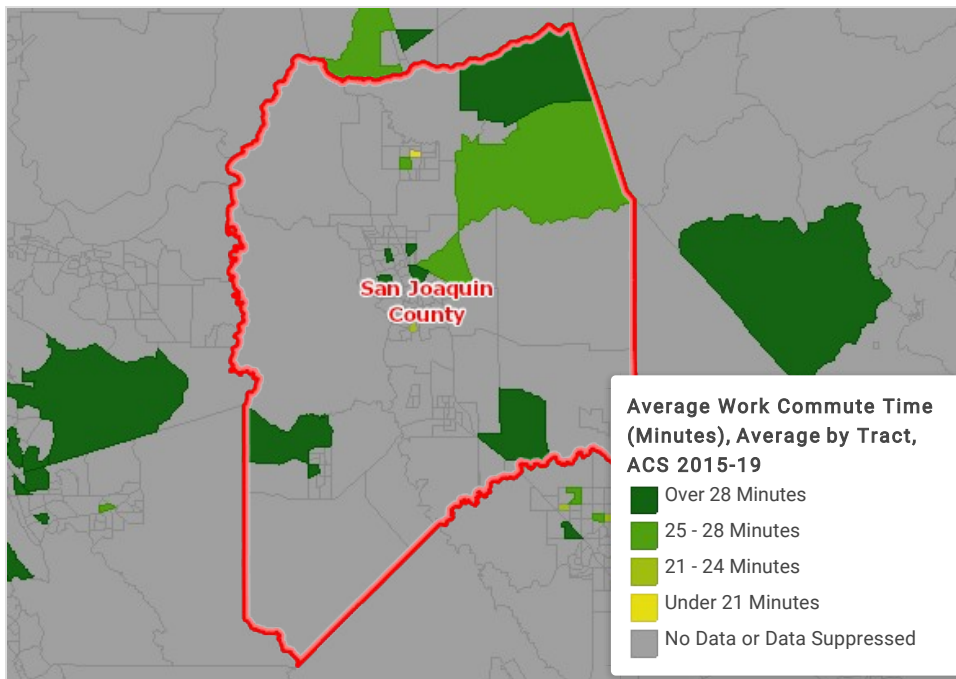 San Joaquin
County
Average Work Commute Time
(Minutes), Average by Tract,
ACS 2015-19
Over 28 Minutes
25 - 28 Minutes
21 - 24 Minutes
Under 21 Minutes
No Data or Data Suppressed